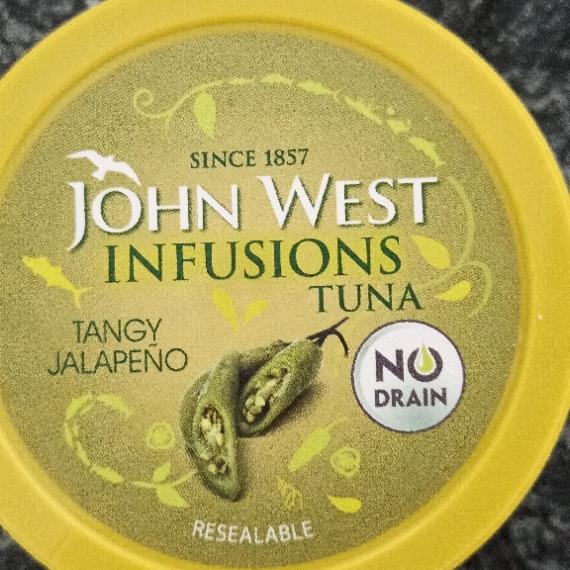 SINCE 1857
JOHN WEST
INFUSIONS
TUNA
TANGY
JALAPEÑO
NO
DRAIN
RESEALABLE